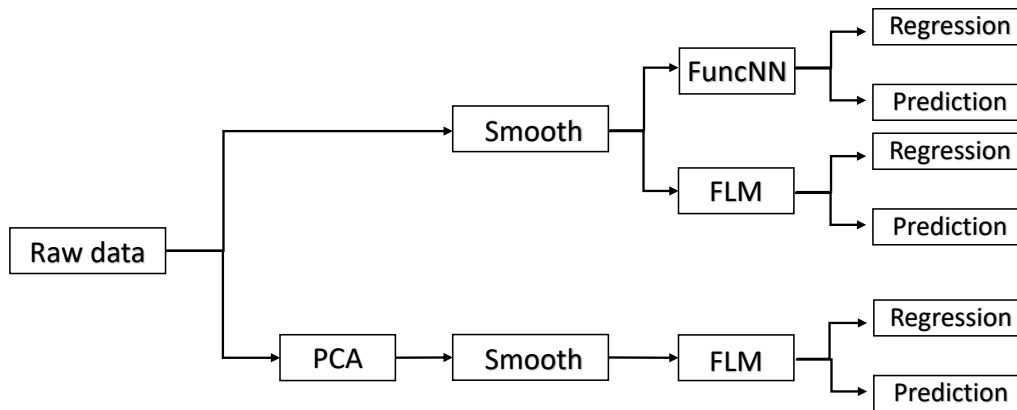 Regression
FuncNN
Prediction
Smooth
Regression
FLM
Prediction
Raw data
Regression
PCA
Smooth
FLM
Prediction